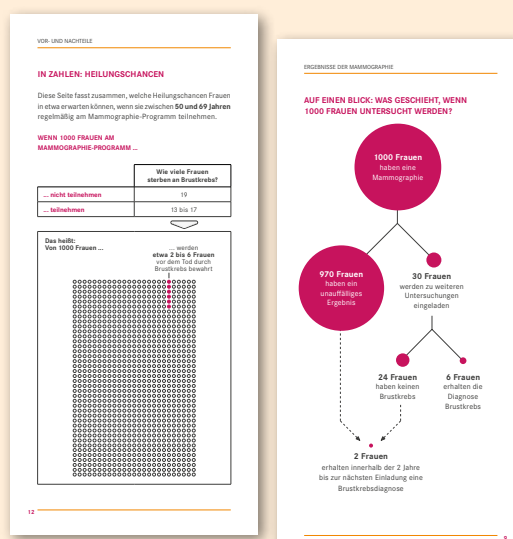 VOR- UND NACHTEILE
IN ZAHLEN: HEILUNGSCHANCEN
Diese Seite fasst zusammen, welche Heilungschancen Frauen
in etwa erwarten können, wenn sie zwischen 50 und 69 Jahren
regelmäßig am Mammographie-Programm teilnehmen.
WENN 1000 FRAUEN AM
MAMMOGRAPHIE-PROGRAMM ...
Wie viele Frauen
sterben an Brustkrebs?
... nicht teilnehmen 19
... teilnehmen 13 bis 17
Das heißt:
Von 1000 Frauen ...
... werden
etwa 2 bis 6 Frauen
vor dem Tod durch
Brustkrebs bewahrt
12
ERGEBNISSE DER MAMMOGRAPHIE
AUF EINEN BLICK: WAS GESCHIEHT, WENN
1000 FRAUEN UNTERSUCHT WERDEN?
1000 Frauen
haben eine
Mammographie
970 Frauen
haben ein
unauffälliges
Ergebnis
30 Frauen
werden zu weiteren
Untersuchungen
eingeladen
24 Frauen
haben keinen
Brustkrebs
6 Frauen
erhalten die
Diagnose
Brustkrebs
2 Frauen
erhalten innerhalb der 2 Jahre
bis zur nächsten Einladung eine
Brustkrebsdiagnose